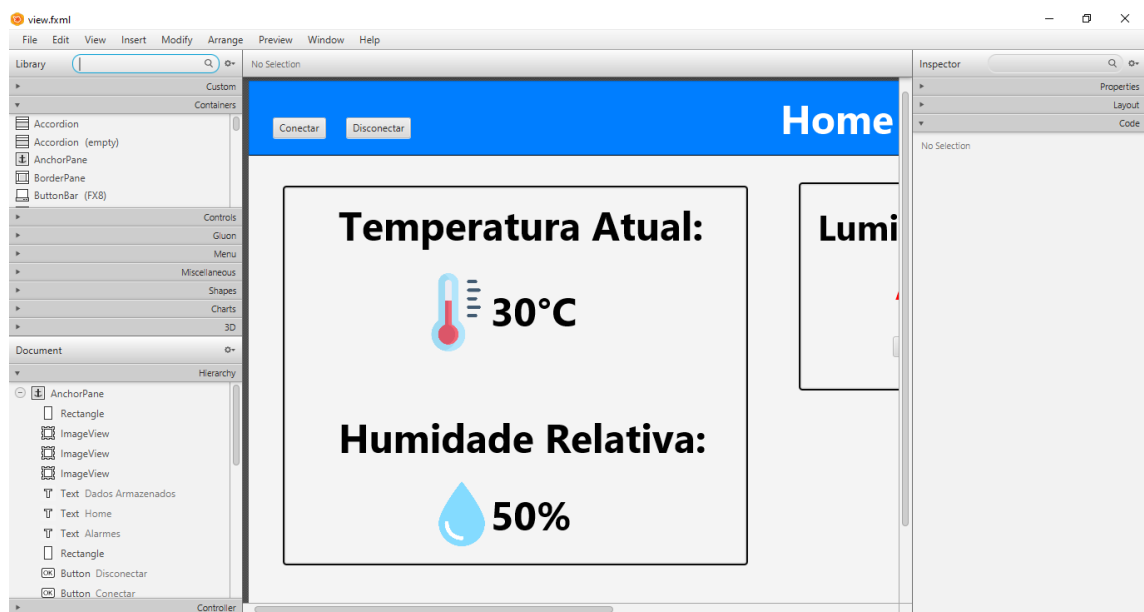 view.fxml
File Edit View Insert Modify Arrange Preview Window Help
Library
No Selection
Inspector
Custom
Containers
Accordion
Accordion (empty)
AnchorPane
BorderPane
ButtonBar (FX8)
Controls
Gluon
Menu
Miscellaneous
Shapes
Charts
3D
Document
Hierarchy
AnchorPane
Rectangle
ImageView
ImageView
ImageView
Text Dados Armazenados
Text Home
Text Alarmes
Rectangle
Button Disconectar
Button Conectar
Controller
Conectar Disconectar
Home
Temperatura Atual:
30°C
Humidade Relativa:
50%
Lumi
Properties
Layout
Code
No Selection